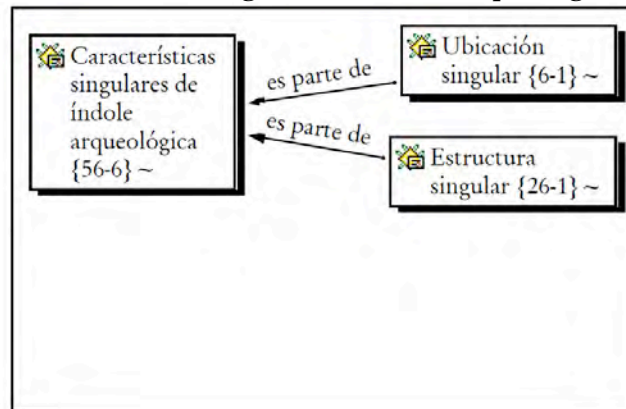 Características
singulares de
índole
arqueológica
{56-6} ~
es parte de
Ubicación
singular {6-1} ~
es parte de
Estructura
singular {26-1} ~